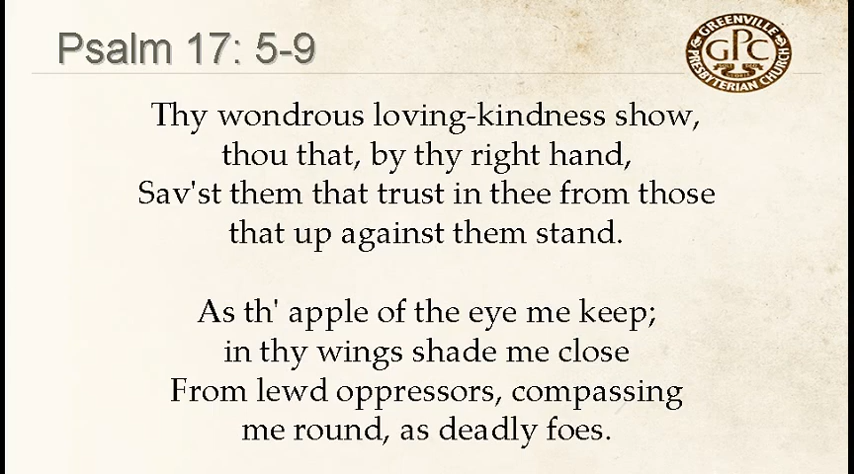 Psalm 17: 5-9
GREENVILLE
GPC
PRESBYTERIAN CHURCH
Thy wondrous loving-kindness show,
thou that, by thy right hand,
Sav'st them that trust in thee from those
that up against them stand.
As th' apple of the eye me keep;
in thy wings shade me close
From lewd oppressors, compassing
me round, as deadly foes.